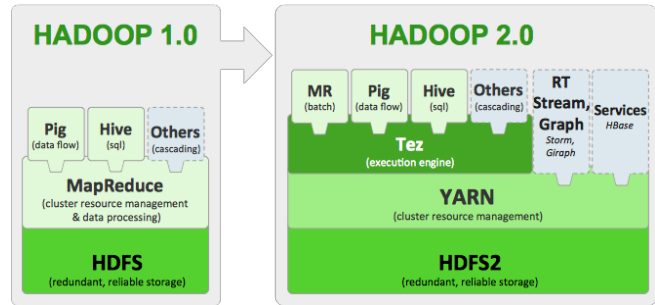 HADOOP 1.0
Pig
(data flow)
Hive
(sql)
Others
(cascading)
MapReduce
(cluster resource management
& data processing)
HDFS
(redundant, reliable storage)
HADOOP 2.0
MR
(batch)
Pig
(data flow)
Hive
(sql)
Others
(cascading)
RT
Stream,
Graph
Storm,
Giraph
Services
HBase
Tez
(execution engine)
YARN
(cluster resource management)
HDFS2
(redundant, reliable storage)